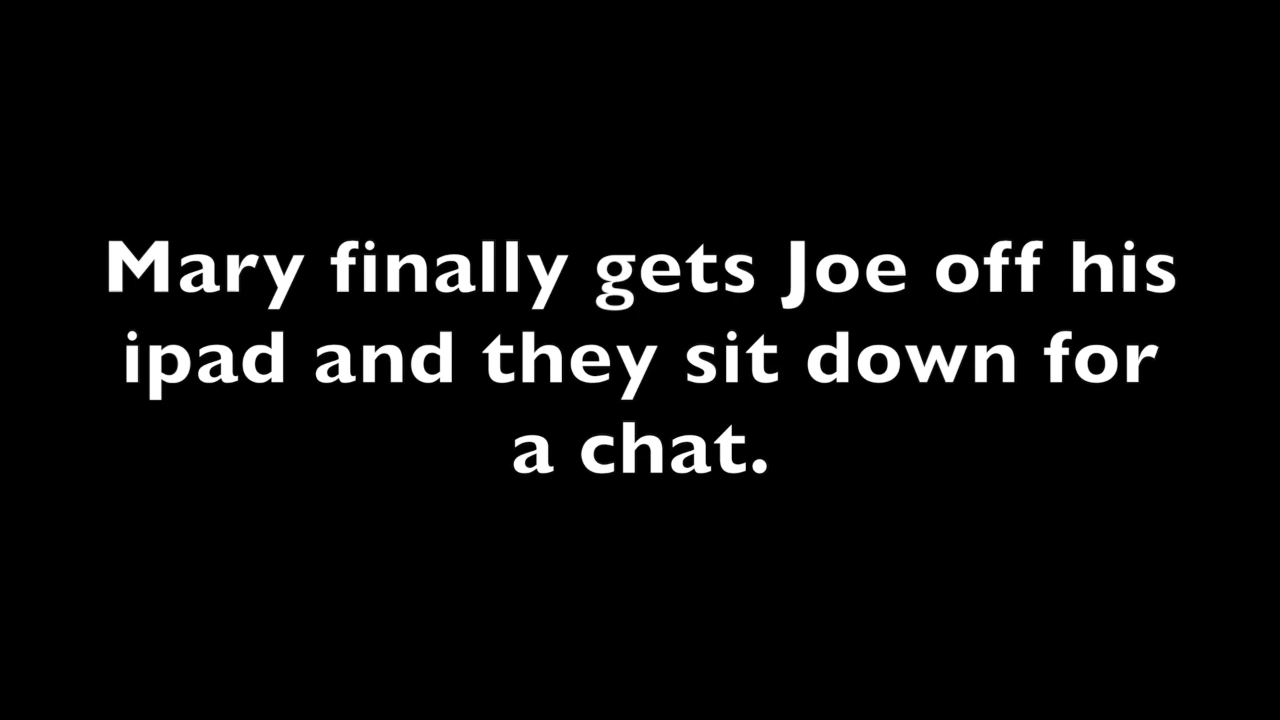 Mary finally gets Joe off his
ipad and they sit down for
a chat.